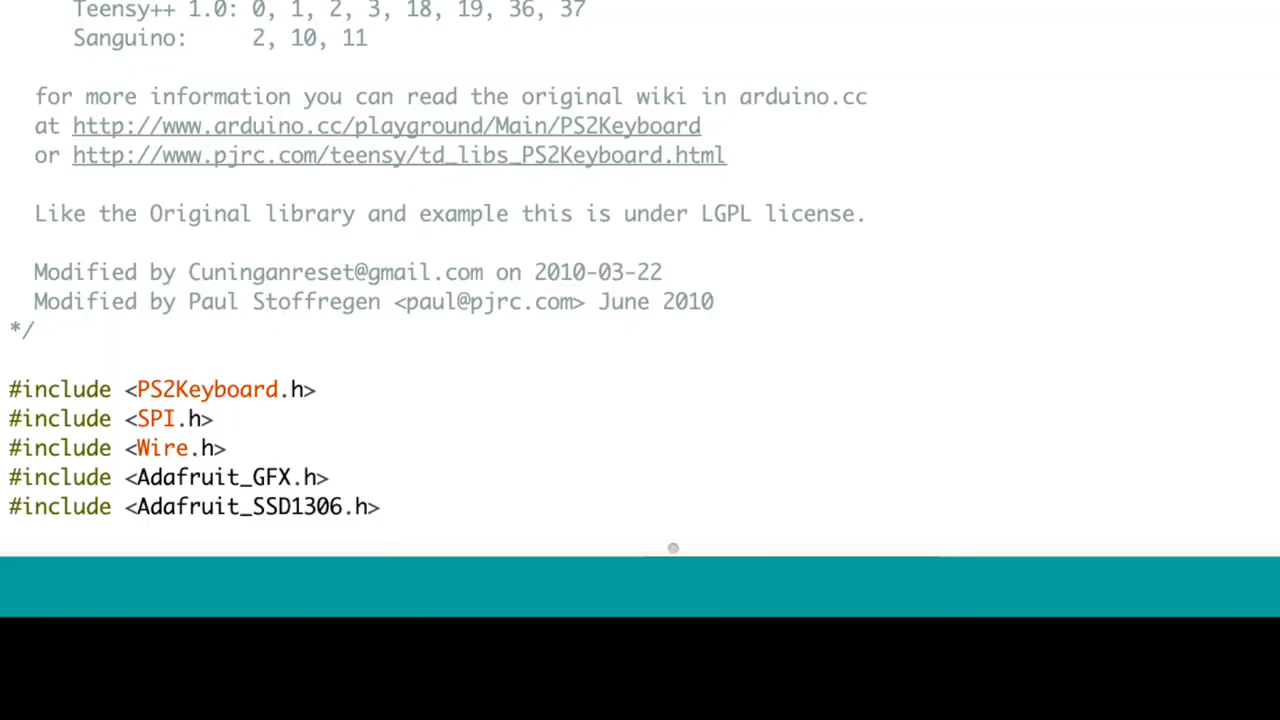 Teensy++ 1.0: 0, 1, 2, 3, 18, 19, 36, 37
Sanguino: 2, 10, 11
for more information you can read the original wiki in arduino.cc
at http://www.arduino.cc/playground/Main/PS2Keyboard
or http://www.pjrc.com/teensy/td_libs_PS2Keyboard.html
Like the Original library and example this is under LGPL license.
Modified by Cuninganreset@gmail.com on 2010-03-22
Modified by Paul Stoffregen <paul@pjrc.com> June 2010
*/
#include <PS2Keyboard.h>
#include <SPI.h>
#include <Wire.h>
#include <Adafruit_GFX.h>
#include <Adafruit_SSD1306.h>